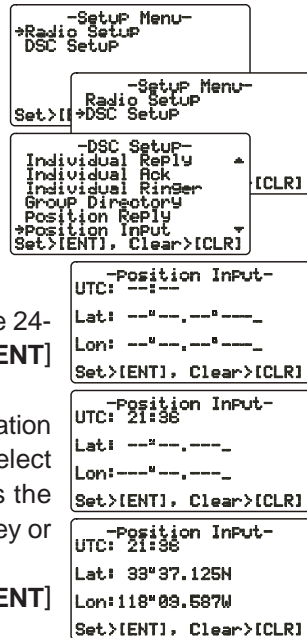 -Setup Menu-
→Radio Setup
DSC Setup
-Setup Menu-
Radio Setup
→DSC Setup
Set>[E
-DSC Setup-
Individual Reply ▲
Individual Ack
Individual Ringer
Group Directory
Position Reply
→Position Input ▼
Set>[ENT], Clear>[CLR]
>[CLR]
-Position Input-
UTC: --:--
Lat: --°--.--°---_
Lon: --°--.--°---_
Set>[ENT], Clear>[CLR]
e 24-
ENT]
-Position Input-
UTC: 21:36
Lat: --°--.---_
Lon:---°--.---_
Set>[ENT], Clear>[CLR]
ation
elect
s the
ey or
-Position Input-
UTC: 21:36
Lat: 33°37.125N
Lon:118°09.587W
Set>[ENT], Clear>[CLR]
ENT]